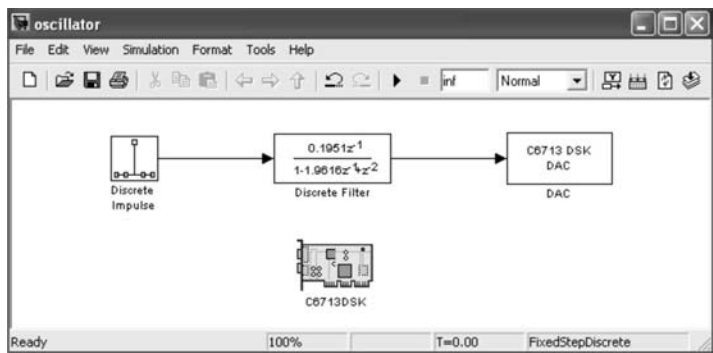 oscillator
File Edit View Simulation Format Tools Help
inf
Normal
0.1951z-1
1-1.9616z-1+z-2
C6713 DSK
DAC
Discrete
Impulse
Discrete Filter
DAC
C6713DSK
Ready
100%
T=0.00
FixedStepDiscrete